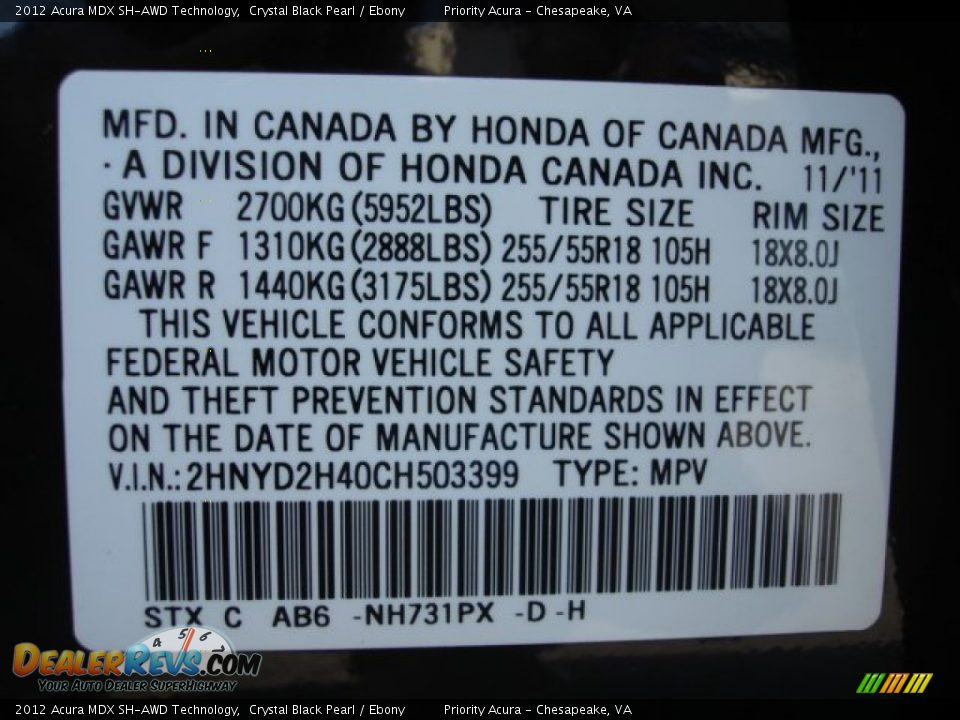 2012 Acura MDX SH-AWD Technology, Crystal Black Pearl / Ebony Priority Acura - Chesapeake, VA
MFD. IN CANADA BY HONDA OF CANADA MFG.,
· A DIVISION OF HONDA CANADA INC. 11/'11
GVWR 2700KG(5952LBS) TIRE SIZE RIM SIZE
GAWR F 1310KG(2888LBS) 255/55R18 105H 18X8.0J
GAWR R 1440KG(3175LBS) 255/55R18 105H 18X8.0J
THIS VEHICLE CONFORMS TO ALL APPLICABLE
FEDERAL MOTOR VEHICLE SAFETY
AND THEFT PREVENTION STANDARDS IN EFFECT
ON THE DATE OF MANUFACTURE SHOWN ABOVE.
V.I.N.: 2HNYD2H40CH503399 TYPE: MPV
STX C AB6 -NH731PX -D -H
4 5 6 7
DEALERREVS.COM
YOUR AUTO DEALER SUPERHIGHWAY
2012 Acura MDX SH-AWD Technology, Crystal Black Pearl / Ebony Priority Acura - Chesapeake, VA